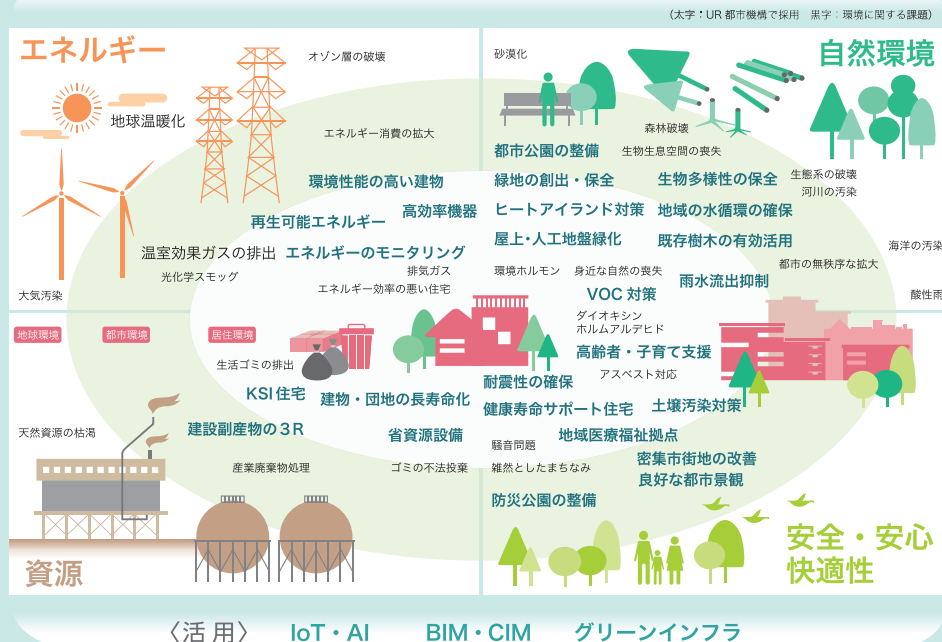 （太字：UR 都市機構で採用　黒字：環境に関する課題）
エネルギー
オゾン層の破壊
地球温暖化
エネルギー消費の拡大
環境性能の高い建物
高効率機器
再生可能エネルギー
温室効果ガスの排出
エネルギーのモニタリング
光化学スモッグ
排気ガス
エネルギー効率の悪い住宅
大気汚染
自然環境
砂漠化
森林破壊
都市公園の整備
生物生息空間の喪失
緑地の創出・保全
生物多様性の保全
生態系の破壊
河川の汚染
ヒートアイランド対策
地域の水循環の確保
屋上・人工地盤緑化
既存樹木の有効活用
海洋の汚染
都市の無秩序な拡大
環境ホルモン
身近な自然の喪失
雨水流出抑制
VOC 対策
酸性雨
ダイオキシン
ホルムアルデヒド
地球環境
都市環境
居住環境
生活ゴミの排出
KSI 住宅
建物・団地の長寿命化
天然資源の枯渇
建設副産物の３R
省資源設備
産業廃棄物処理
ゴミの不法投棄
資源
高齢者・子育て支援
アスベスト対応
耐震性の確保
健康寿命サポート住宅
土壌汚染対策
地域医療福祉拠点
騒音問題
密集市街地の改善
雑然としたまちなみ
良好な都市景観
防災公園の整備
安全・安心
快適性
〈活 用〉
IoT・AI
BIM・CIM
グリーンインフラ